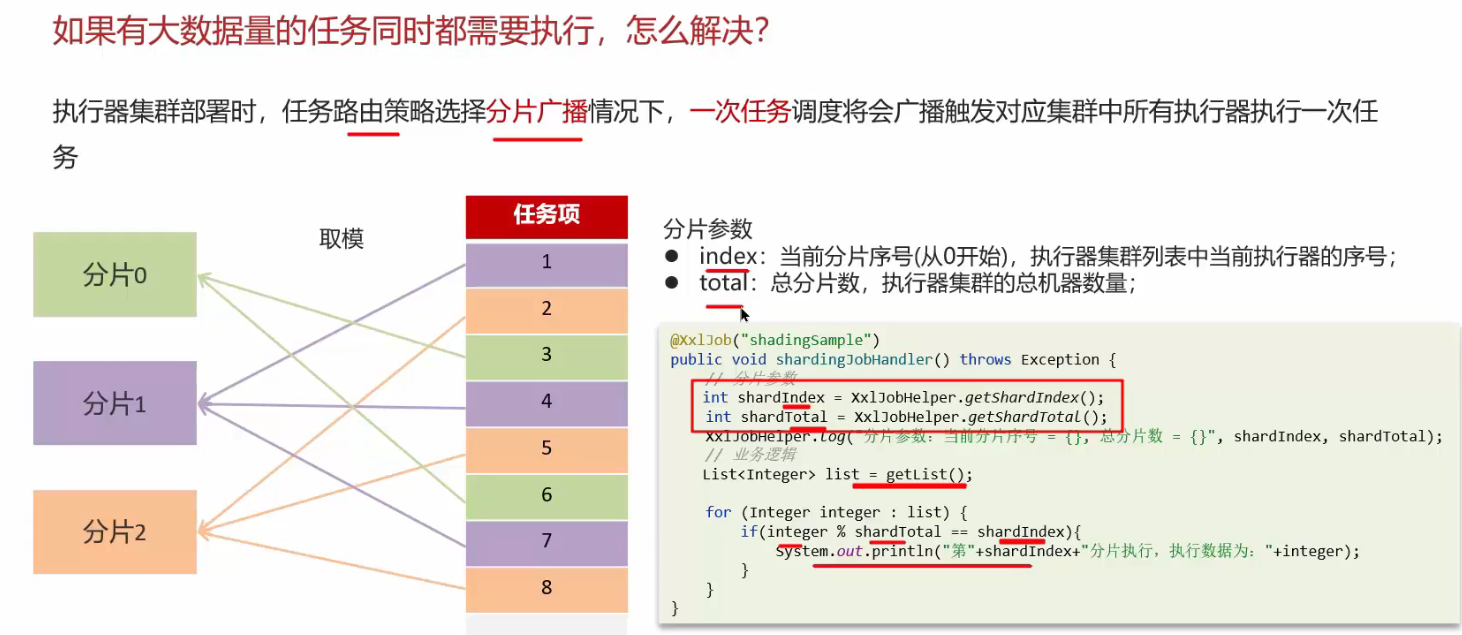 如果有大数据量的任务同时都需要执行，怎么解决？
执行器集群部署时，任务路由策略选择分片广播情况下，一次任务调度将会广播触发对应集群中所有执行器执行一次任
务
取模
分片0
分片1
分片2
任务项
1
2
3
4
5
6
7
8
分片参数
● index：当前分片序号(从0开始)，执行器集群列表中当前执行器的序号；
● total：总分片数，执行器集群的总机器数量；
@XxlJob("shadingSample")
public void shardingJobHandler() throws Exception {
// 分片参数
int shardIndex = XxlJobHelper.getShardIndex();
int shardTotal = XxlJobHelper.getShardTotal();
XxlJobHelper.log("分片参数：当前分片序号 = {}, 总分片数 = {}", shardIndex, shardTotal);
// 业务逻辑
List<Integer> list = getList();
for (Integer integer : list) {
if(integer % shardTotal == shardIndex){
System.out.println("第"+shardIndex+"分片执行，执行数据为："+integer);
}
}
}